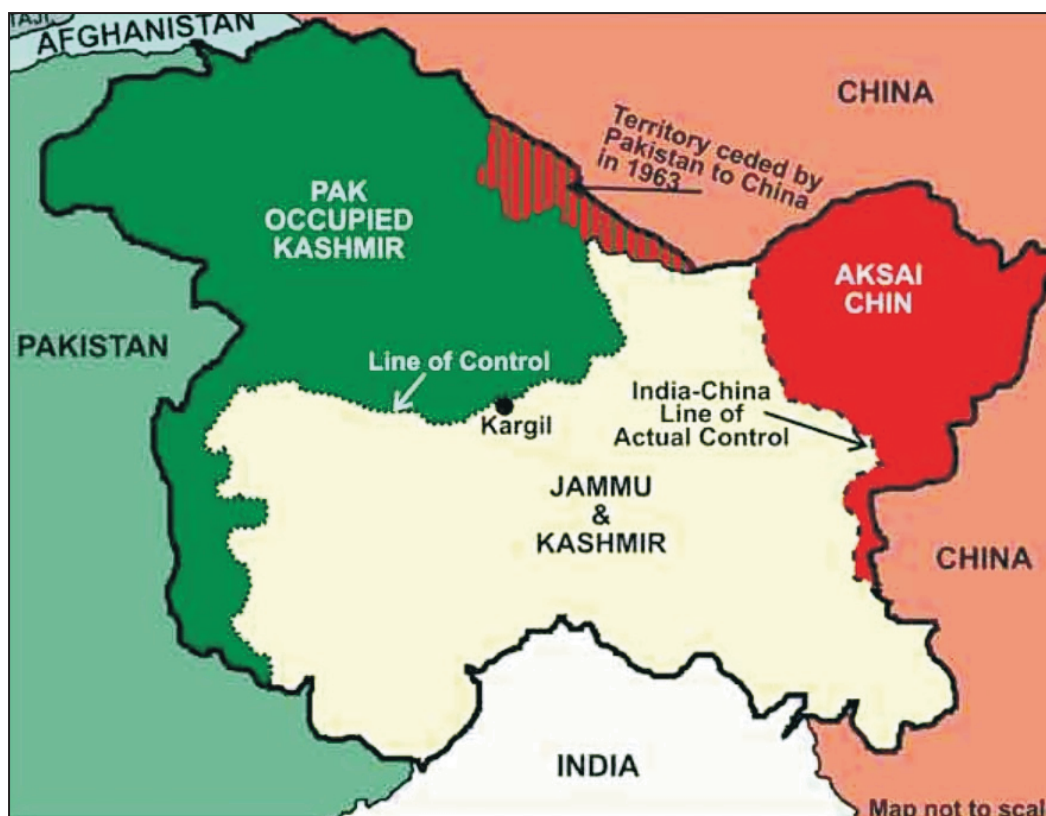 TAJI
AFGHANISTAN
CHINA
Territory ceded by
Pakistan to China
in 1963
PAK
OCCUPIED
KASHMIR
AKSAI
CHIN
PAKISTAN
Line of Control
India-China
Line of
Actual Control
Kargil
JAMMU
&
KASHMIR
CHINA
INDIA
Map not to scal